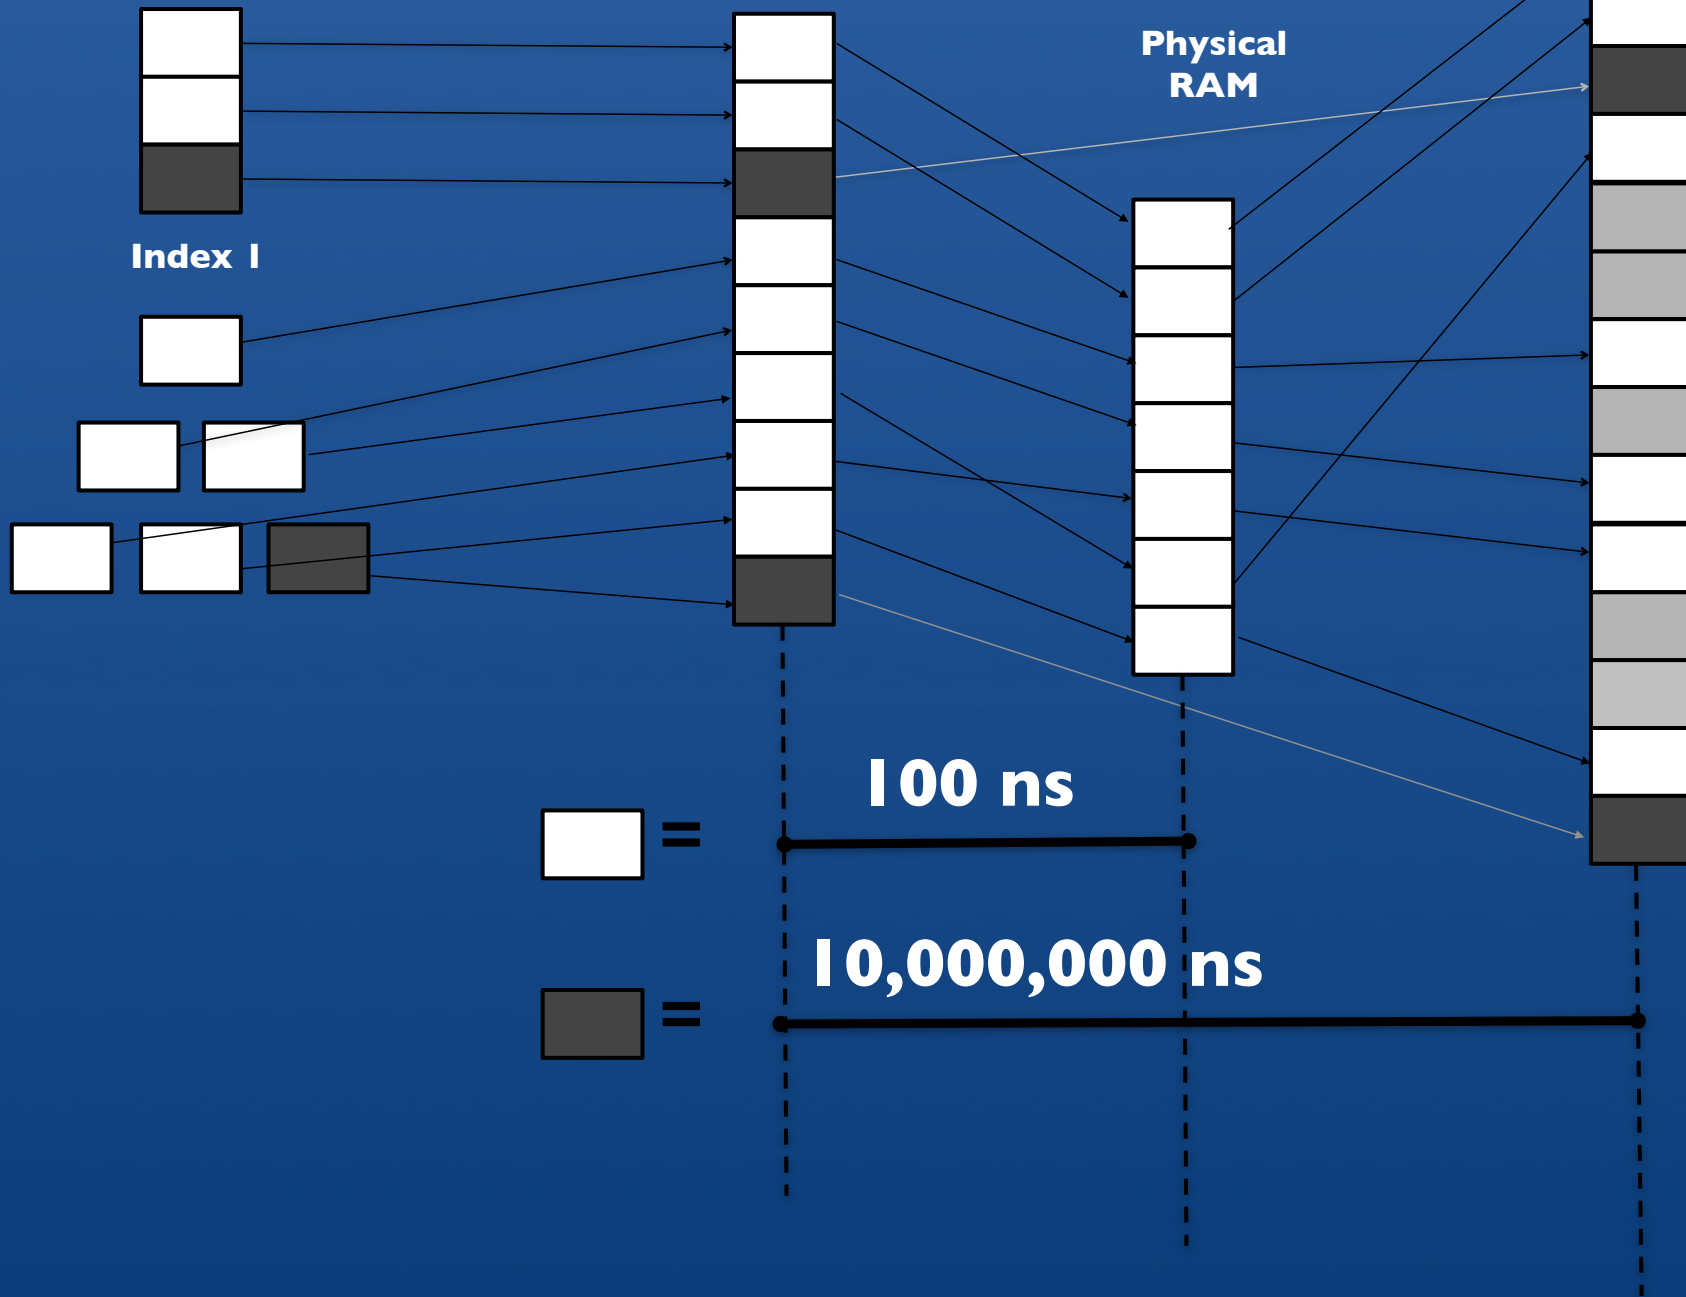 Physical
RAM
Index 1
100 ns
=
10,000,000 ns
=